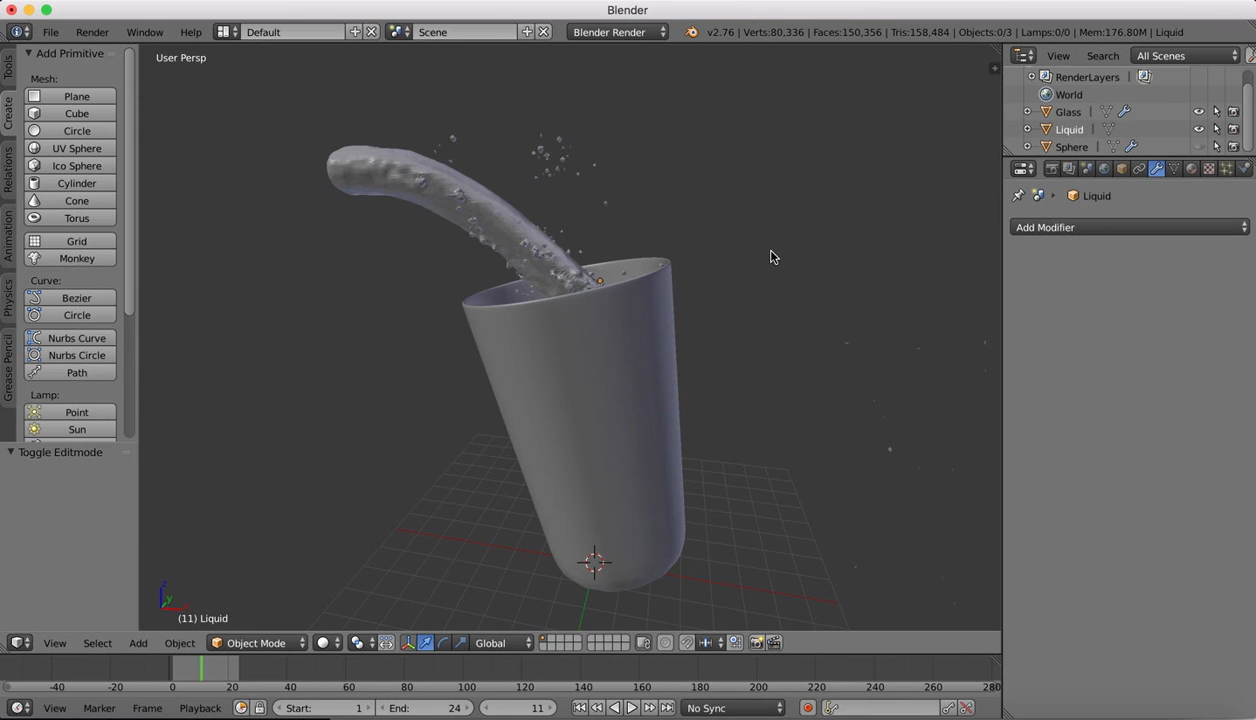 Blender
File Render Window Help Default Scene Blender Render v2.76 | Verts:80,336 | Faces:150,356 | Tris:158,484 | Objects:0/3 | Lamps:0/0 | Mem:176.80M | Liquid
Tools
Create
Relations
Animation
Physics
Grease Pencil
Add Primitive
Mesh:
Plane
Cube
Circle
UV Sphere
Ico Sphere
Cylinder
Cone
Torus
Grid
Monkey
Curve:
Bezier
Circle
Nurbs Curve
Nurbs Circle
Path
Lamp:
Point
Sun
Toggle Editmode
User Persp
z
y
(11) Liquid
View Select Add Object Object Mode Global
-40 -20 0 20 40 60 80 100 120 140 160 180 200 220 240 260 280
View Marker Frame Playback Start: 1 End: 24 11 No Sync
View Search All Scenes
RenderLayers
World
Glass
Liquid
Sphere
Liquid
Add Modifier